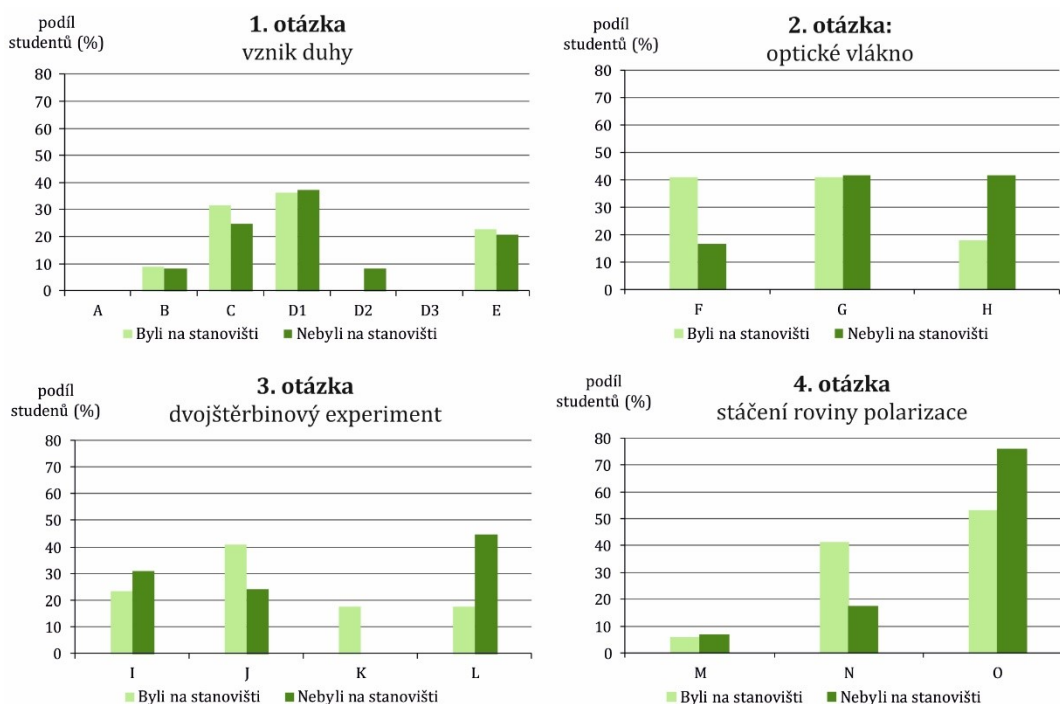 podíl
studentů (%)
1. otázka
vznik duhy
80
70
60
50
40
30
20
10
0
A B C D1 D2 D3 E
Byli na stanovišti Nebyli na stanovišti
podíl
studentů (%)
2. otázka:
optické vlákno
80
70
60
50
40
30
20
10
0
F G H
Byli na stanovišti Nebyli na stanovišti
podíl
studenů (%)
3. otázka
dvojštěrbinový experiment
80
70
60
50
40
30
20
10
0
I J K L
Byli na stanovišti Nebyli na stanovišti
podíl
studentů (%)
4. otázka
stáčení roviny polarizace
80
70
60
50
40
30
20
10
0
M N O
Byli na stanovišti Nebyli na stanovišti